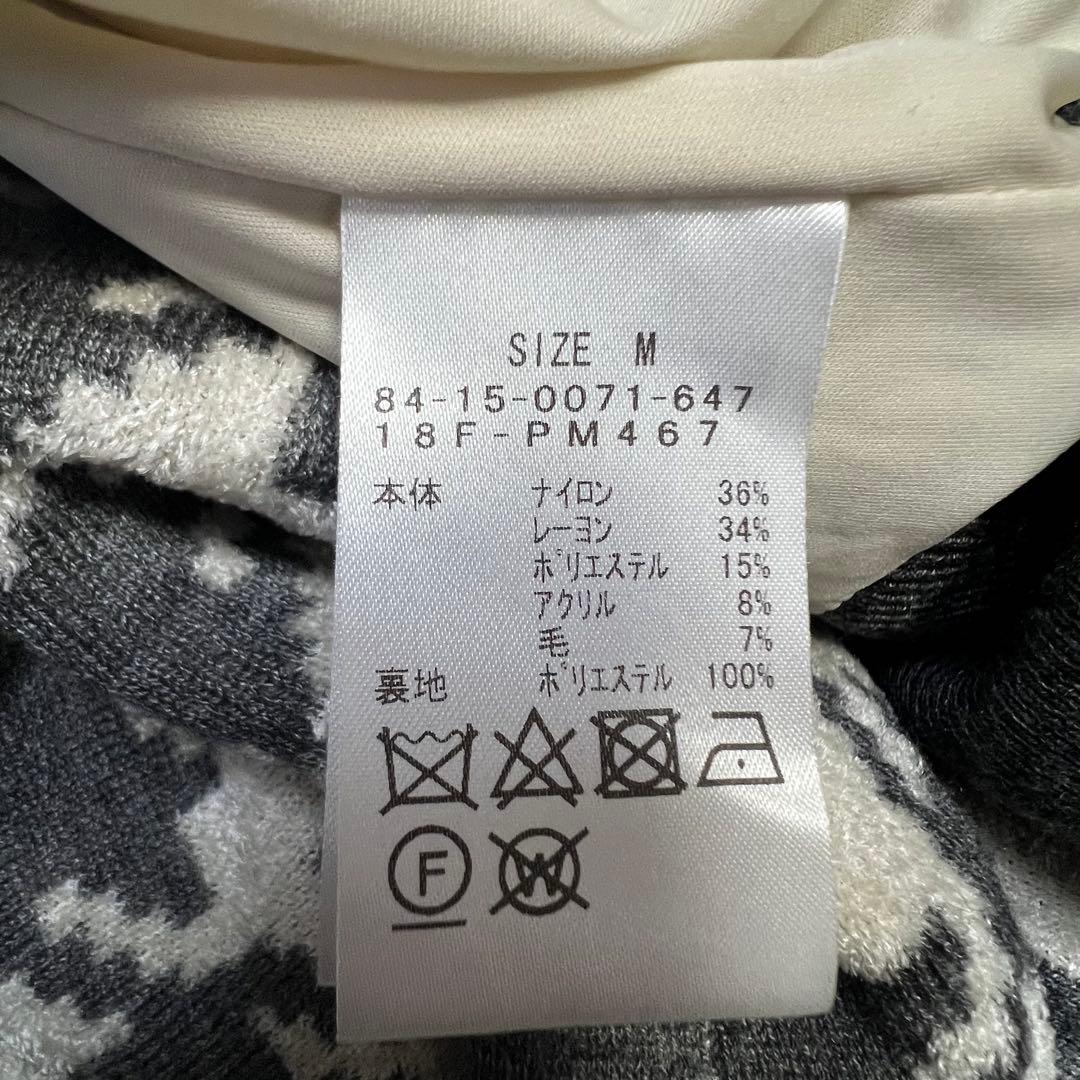 SIZE M
84-15-0071-647
18F-PM467
本体 ナイロン 36%
レーヨン 34%
ポリエステル 15%
アクリル 8%
毛 7%
裏地 ポリエステル 100%
F W